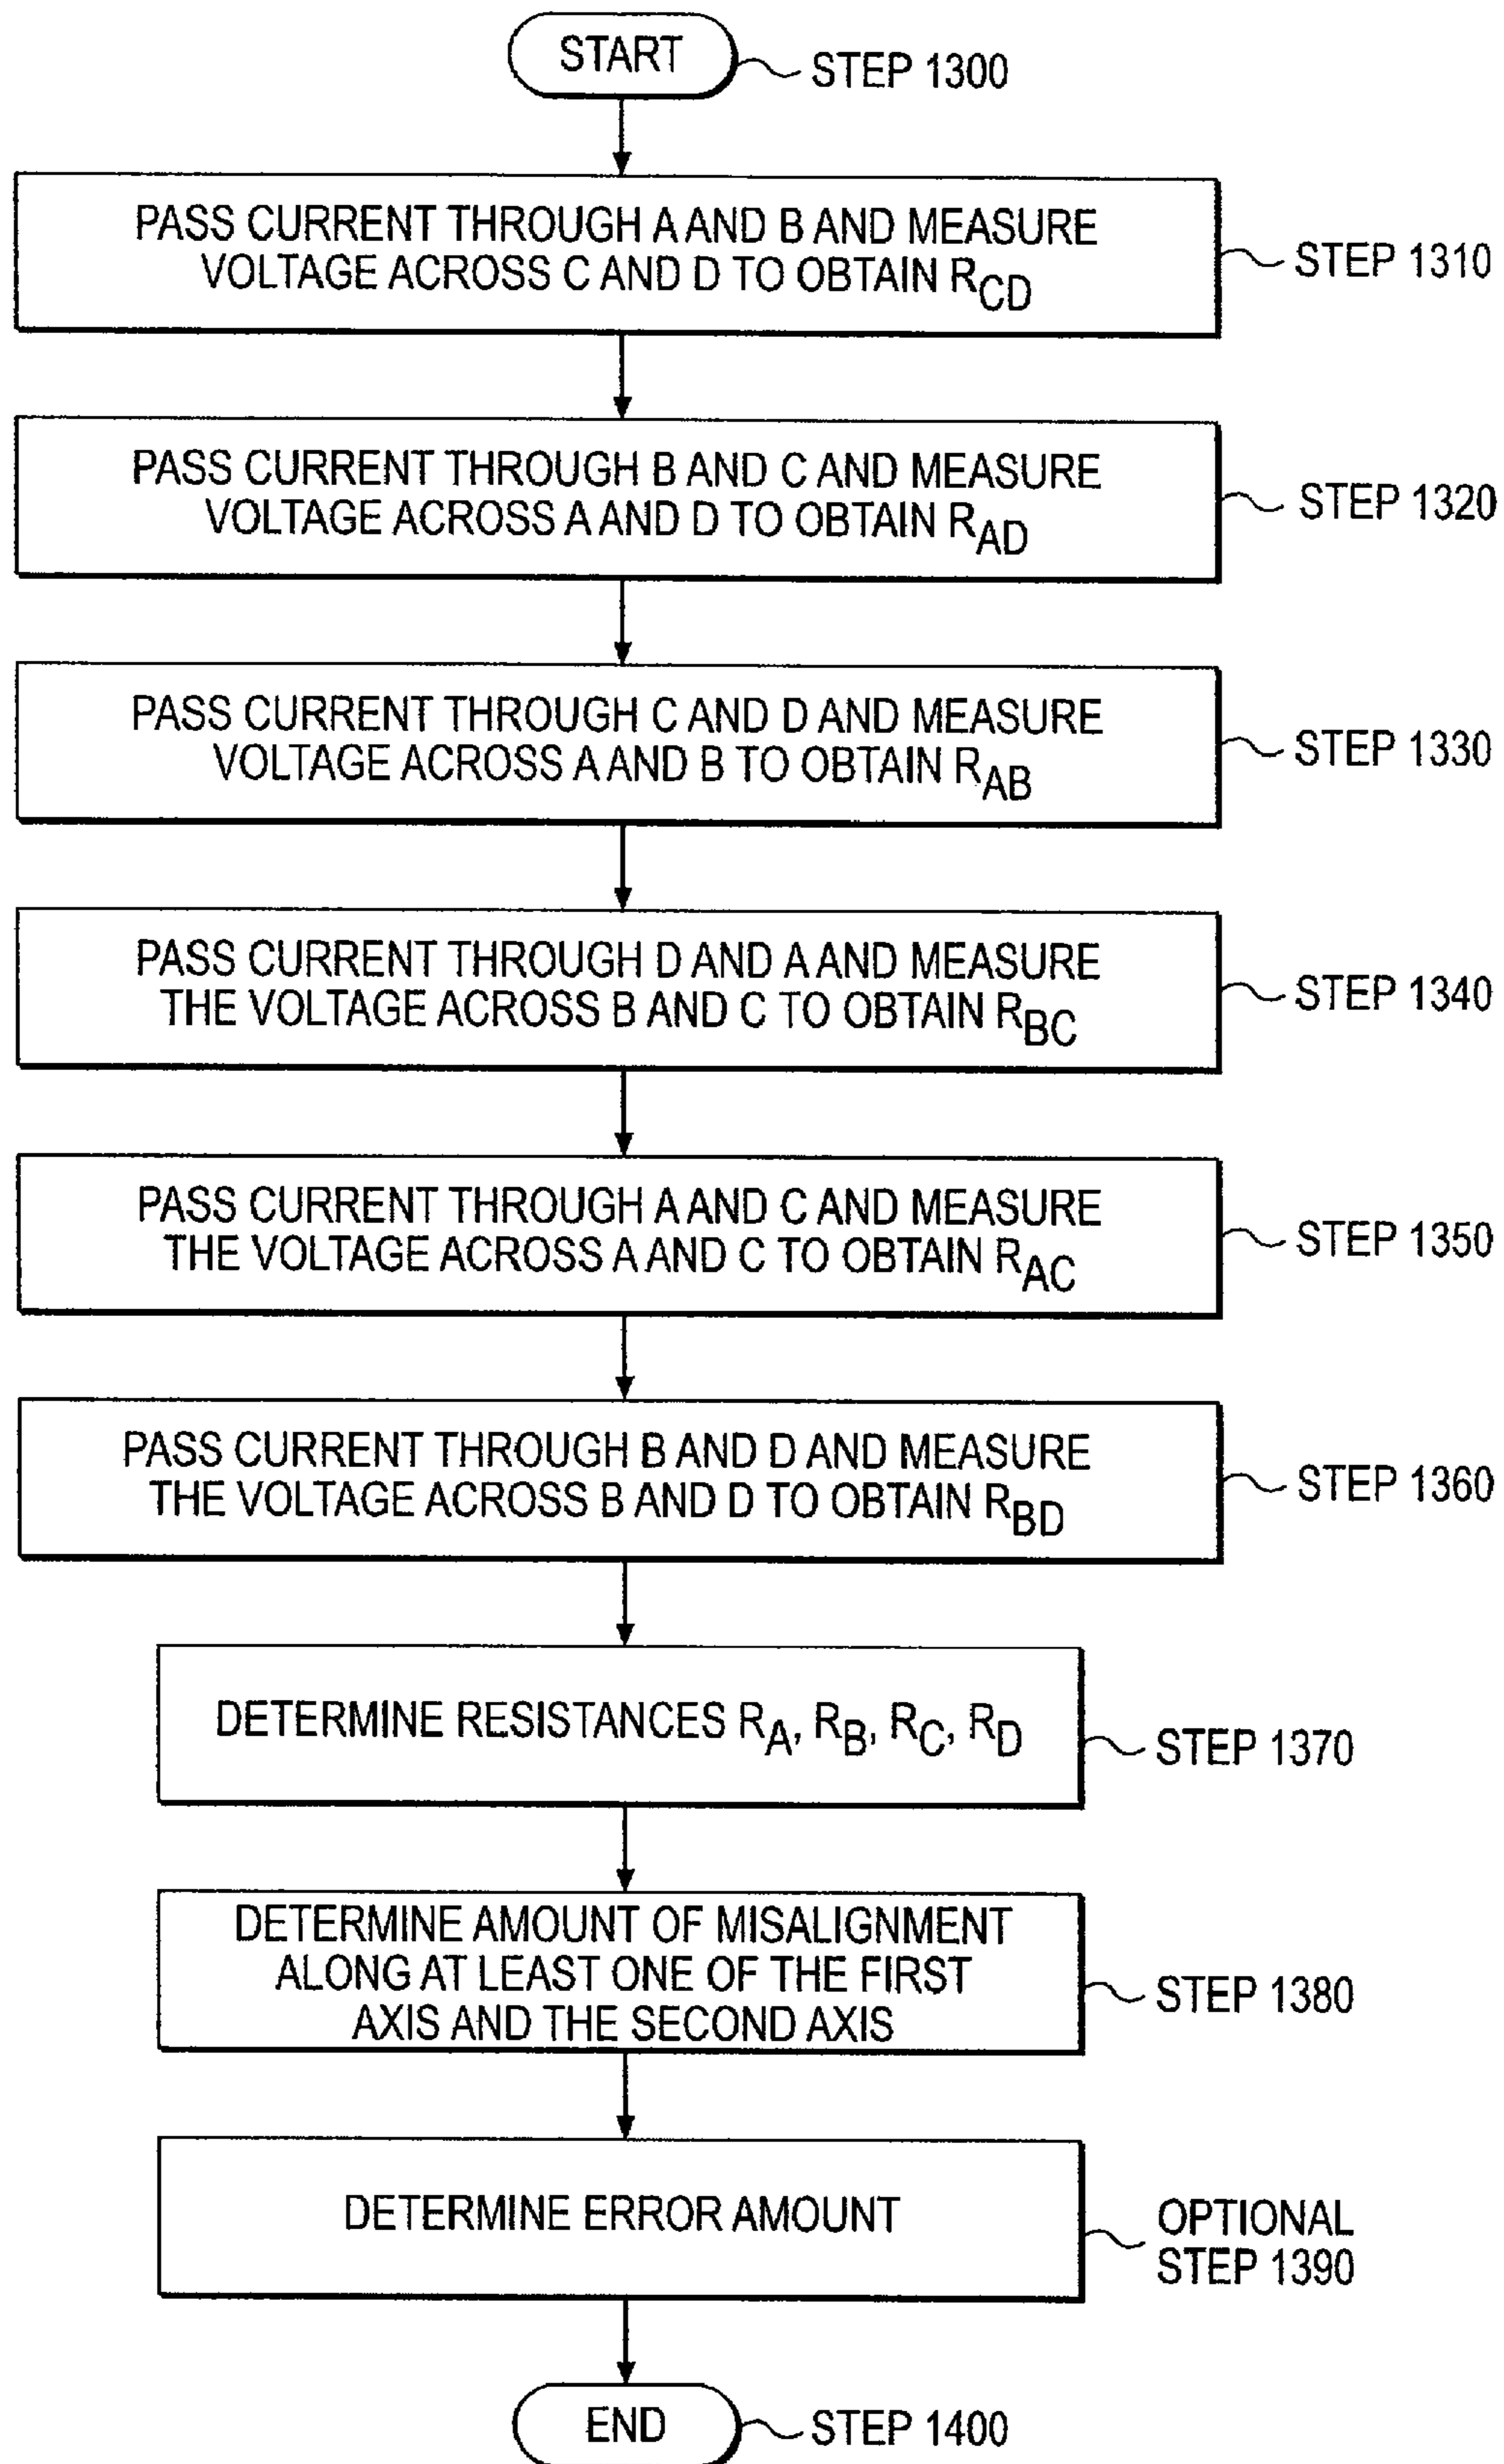 START
STEP 1300
PASS CURRENT THROUGH A AND B AND MEASURE
VOLTAGE ACROSS C AND D TO OBTAIN RCD
STEP 1310
PASS CURRENT THROUGH B AND C AND MEASURE
VOLTAGE ACROSS A AND D TO OBTAIN RAD
STEP 1320
PASS CURRENT THROUGH C AND D AND MEASURE
VOLTAGE ACROSS A AND B TO OBTAIN RAB
STEP 1330
PASS CURRENT THROUGH D AND A AND MEASURE
THE VOLTAGE ACROSS B AND C TO OBTAIN RBC
STEP 1340
PASS CURRENT THROUGH A AND C AND MEASURE
THE VOLTAGE ACROSS A AND C TO OBTAIN RAC
STEP 1350
PASS CURRENT THROUGH B AND D AND MEASURE
THE VOLTAGE ACROSS B AND D TO OBTAIN RBD
STEP 1360
DETERMINE RESISTANCES RA, RB, RC, RD
STEP 1370
DETERMINE AMOUNT OF MISALIGNMENT
ALONG AT LEAST ONE OF THE FIRST
AXIS AND THE SECOND AXIS
STEP 1380
DETERMINE ERROR AMOUNT
OPTIONAL
STEP 1390
END
STEP 1400